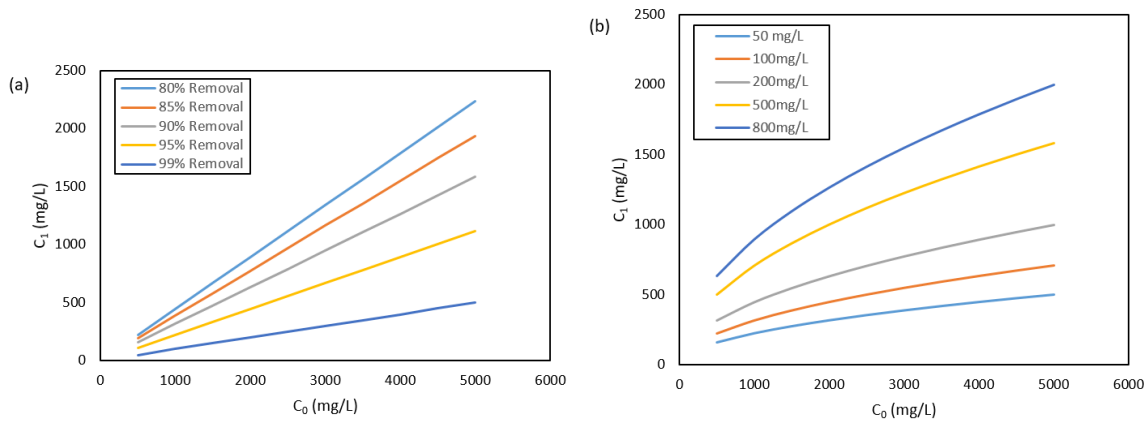 (a)
2500
2000
1500
1000
500
0
C₁ (mg/L)
80% Removal
85% Removal
90% Removal
95% Removal
99% Removal
0 1000 2000 3000 4000 5000 6000
C₀ (mg/L)
(b)
2500
2000
1500
1000
500
0
C₁ (mg/L)
50 mg/L
100mg/L
200mg/L
500mg/L
800mg/L
0 1000 2000 3000 4000 5000 6000
C₀ (mg/L)